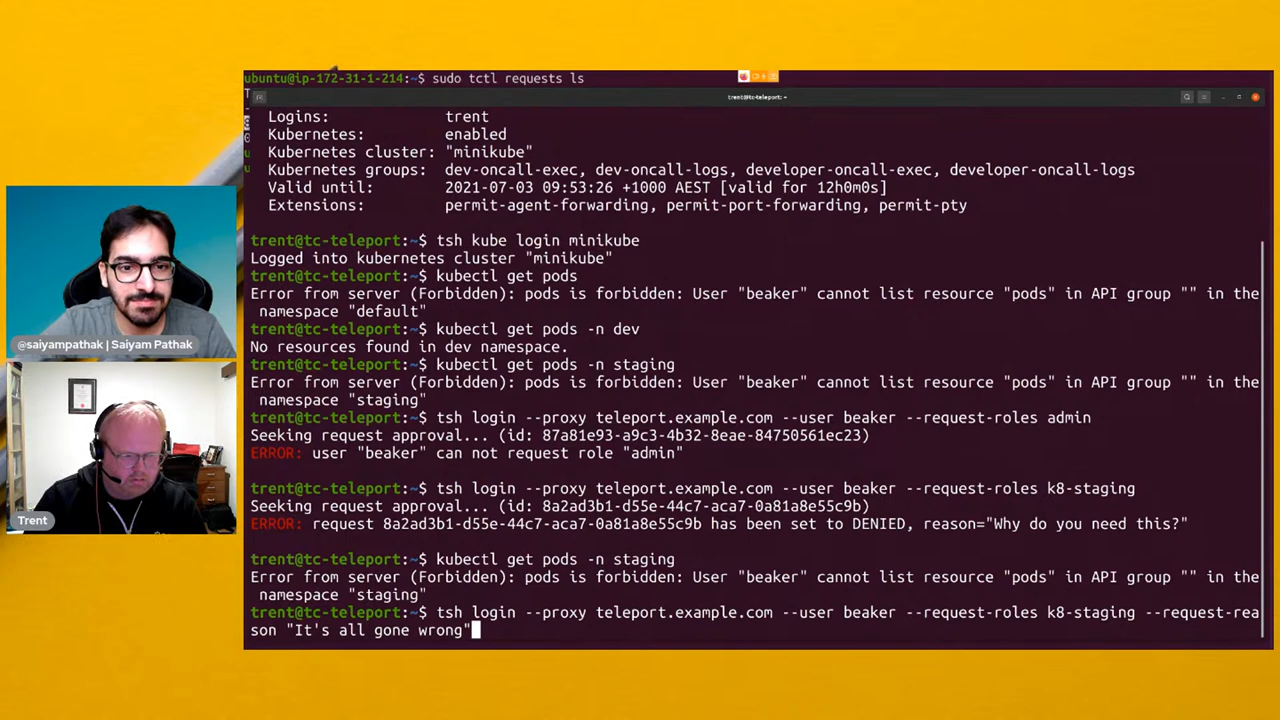 ubuntu@ip-172-31-1-214:~$ sudo tctl requests ls
trent@tc-teleport: ~
Logins: trent
Kubernetes: enabled
Kubernetes cluster: "minikube"
Kubernetes groups: dev-oncall-exec, dev-oncall-logs, developer-oncall-exec, developer-oncall-logs
Valid until: 2021-07-03 09:53:26 +1000 AEST [valid for 12h0m0s]
Extensions: permit-agent-forwarding, permit-port-forwarding, permit-pty
trent@tc-teleport:~$ tsh kube login minikube
Logged into kubernetes cluster "minikube"
trent@tc-teleport:~$ kubectl get pods
Error from server (Forbidden): pods is forbidden: User "beaker" cannot list resource "pods" in API group "" in the
namespace "default"
trent@tc-teleport:~$ kubectl get pods -n dev
No resources found in dev namespace.
trent@tc-teleport:~$ kubectl get pods -n staging
Error from server (Forbidden): pods is forbidden: User "beaker" cannot list resource "pods" in API group "" in the
namespace "staging"
trent@tc-teleport:~$ tsh login --proxy teleport.example.com --user beaker --request-roles admin
Seeking request approval... (id: 87a81e93-a9c3-4b32-8eae-84750561ec23)
ERROR: user "beaker" can not request role "admin"
trent@tc-teleport:~$ tsh login --proxy teleport.example.com --user beaker --request-roles k8-staging
Seeking request approval... (id: 8a2ad3b1-d55e-44c7-aca7-0a81a8e55c9b)
ERROR: request 8a2ad3b1-d55e-44c7-aca7-0a81a8e55c9b has been set to DENIED, reason="Why do you need this?"
trent@tc-teleport:~$ kubectl get pods -n staging
Error from server (Forbidden): pods is forbidden: User "beaker" cannot list resource "pods" in API group "" in the
namespace "staging"
trent@tc-teleport:~$ tsh login --proxy teleport.example.com --user beaker --request-roles k8-staging --request-rea
son "It's all gone wrong"
@saiyampathak | Saiyam Pathak
Trent